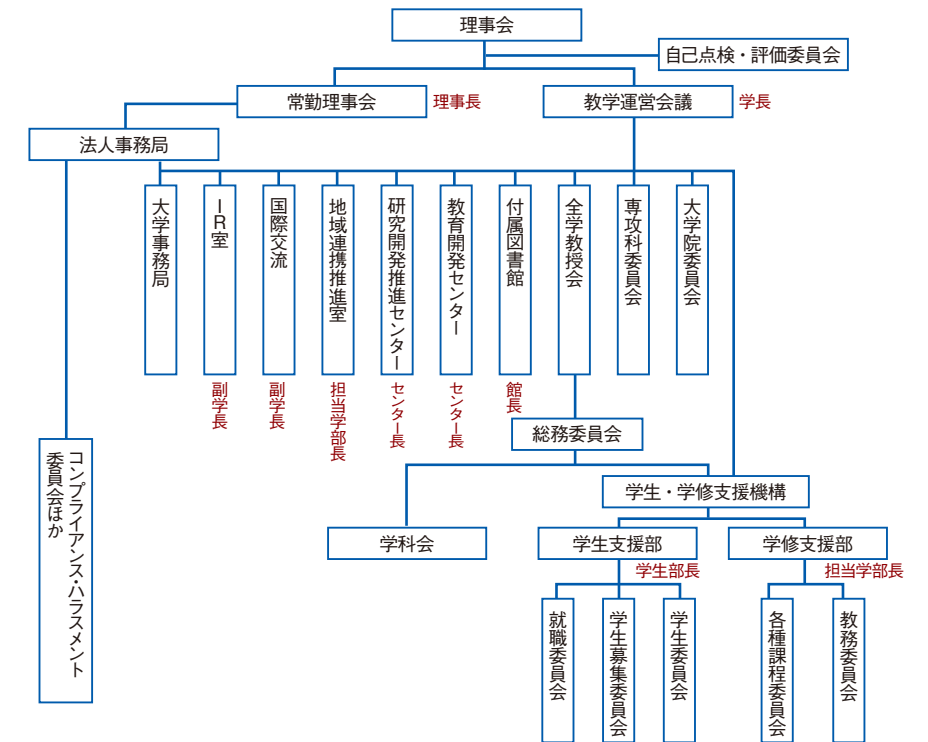 理事会
自己点検・評価委員会
常勤理事会
理事長
教学運営会議
学長
法人事務局
大学事務局
IR室
国際交流
地域連携推進室
研究開発推進センター
教育開発センター
付属図書館
全学教授会
専攻科委員会
大学院委員会
副学長
副学長
担当学部長
センター長
センター長
館長
総務委員会
コンプライアンス・ハラスメント
委員会ほか
学生・学修支援機構
学科会
学生支援部
学修支援部
学生部長
担当学部長
就職委員会
学生募集委員会
学生委員会
各種課程委員会
教務委員会